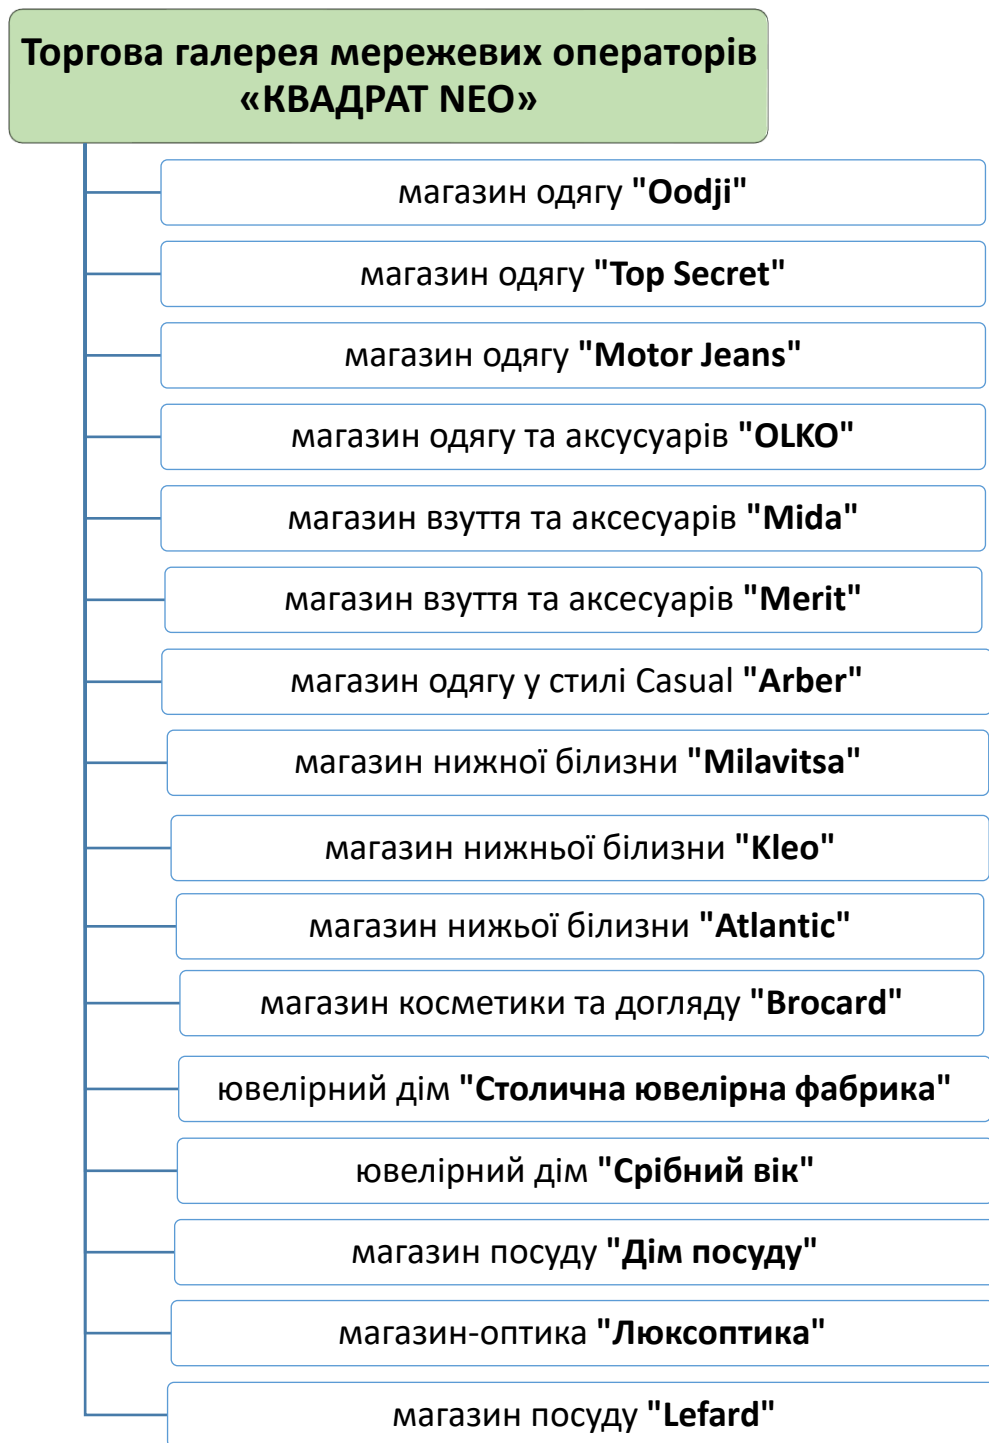 Торгова галерея мережевих операторів
«КВАДРАТ NEO»
магазин одягу "Oodji"
магазин одягу "Top Secret"
магазин одягу "Motor Jeans"
магазин одягу та аксусуарів "OLKO"
магазин взуття та аксесуарів "Mida"
магазин взуття та аксесуарів "Merit"
магазин одягу у стилі Casual "Arber"
магазин нижної білизни "Milavitsa"
магазин нижньої білизни "Kleo"
магазин нижьої білизни "Atlantic"
магазин косметики та догляду "Brocard"
ювелірний дім "Столична ювелірна фабрика"
ювелірний дім "Срібний вік"
магазин посуду "Дім посуду"
магазин-оптика "Люксоптика"
магазин посуду "Lefard"